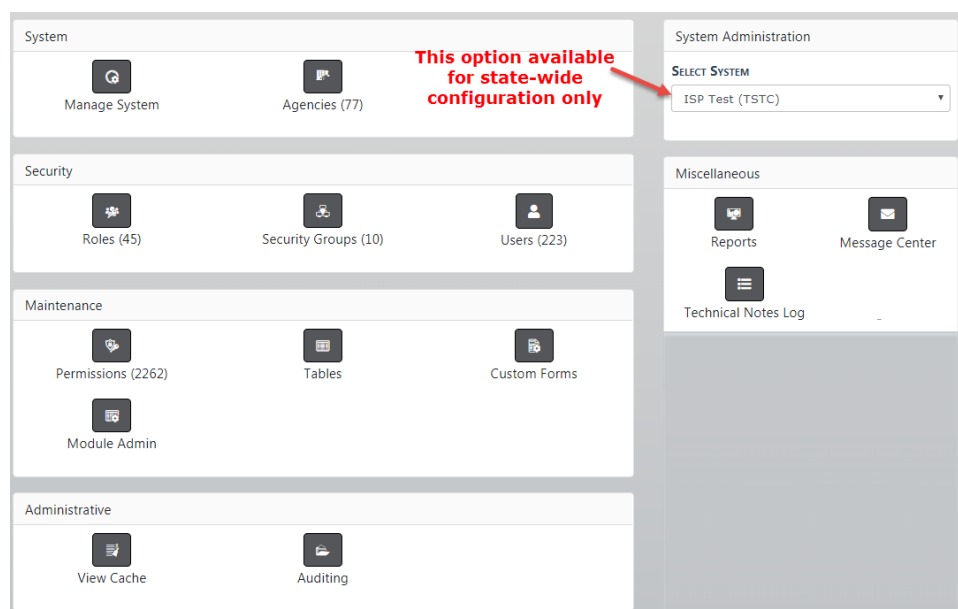 System
Manage System
Agencies (77)
This option available
for state-wide
configuration only
System Administration
Select System
ISP Test (TSTC)
Security
Roles (45)
Security Groups (10)
Users (223)
Miscellaneous
Reports
Message Center
Technical Notes Log
Maintenance
Permissions (2262)
Tables
Custom Forms
Module Admin
Administrative
View Cache
Auditing